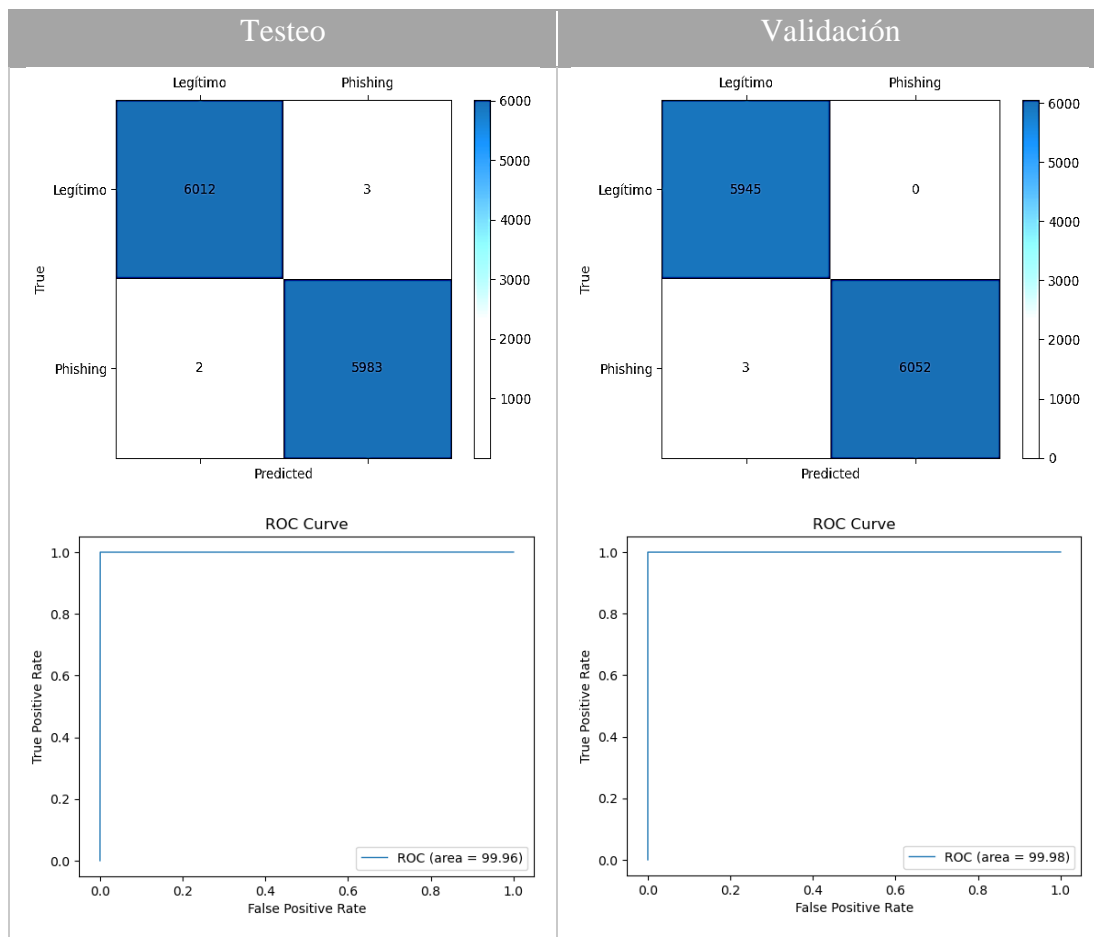 Testeo
Validación
Legítimo Phishing
Legítimo
Phishing
True
6012 3
2 5983
Predicted
6000
5000
4000
3000
2000
1000
Legítimo Phishing
Legítimo
Phishing
True
5945 0
3 6052
Predicted
6000
5000
4000
3000
2000
1000
0
ROC Curve
True Positive Rate
1.0
0.8
0.6
0.4
0.2
0.0
ROC (area = 99.96)
0.0 0.2 0.4 0.6 0.8 1.0
False Positive Rate
ROC Curve
True Positive Rate
1.0
0.8
0.6
0.4
0.2
0.0
ROC (area = 99.98)
0.0 0.2 0.4 0.6 0.8 1.0
False Positive Rate